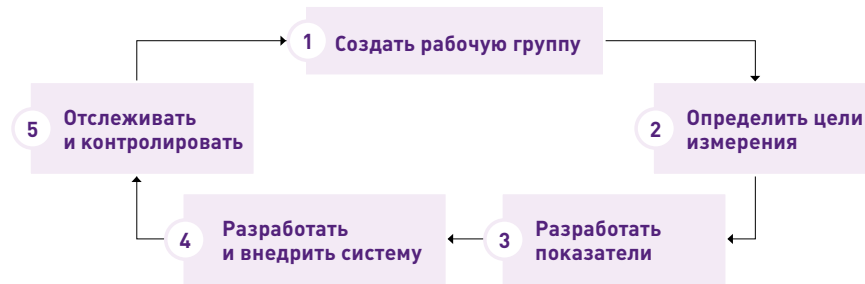 1
Создать рабочую группу
2
Определить цели
измерения
3
Разработать
показатели
4
Разработать
и внедрить систему
5
Отслеживать
и контролировать